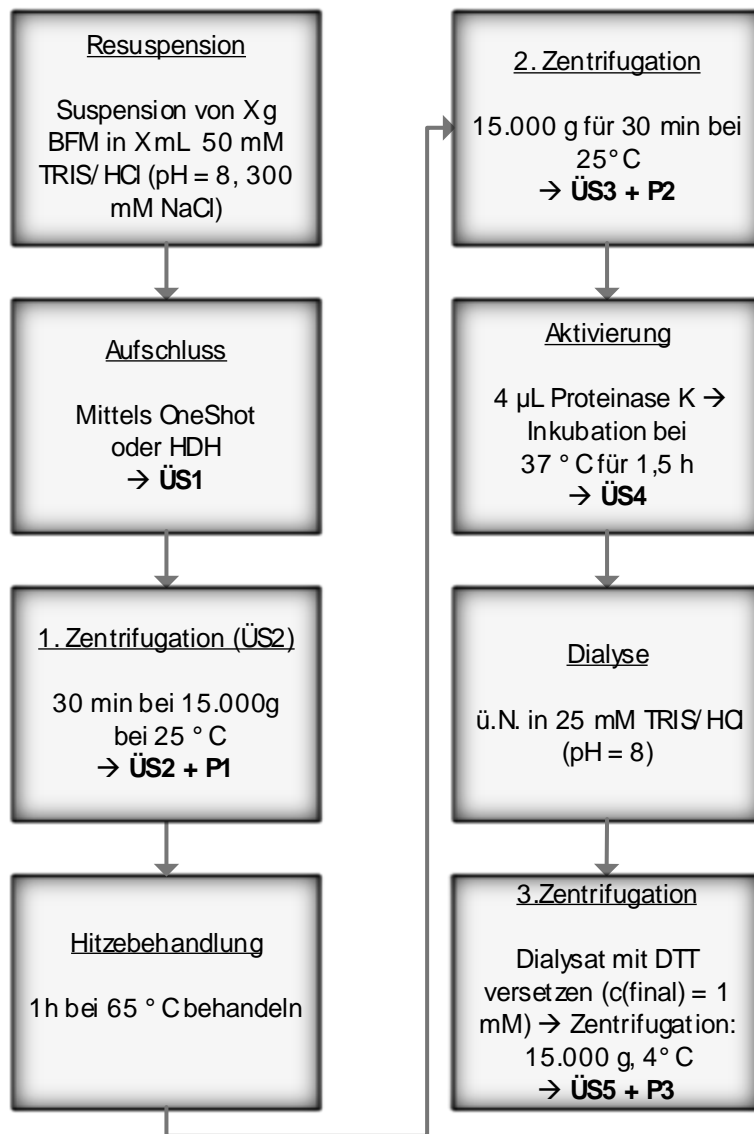 Resuspension
Suspension von X g
BFM in X mL 50 mM
TRIS/HCl (pH = 8, 300
mM NaCl)
Aufschluss
Mittels OneShot
oder HDH
→ ÜS1
1. Zentrifugation (ÜS2)
30 min bei 15.000g
bei 25 °C
→ ÜS2 + P1
Hitzebehandlung
1h bei 65 °C behandeln
2. Zentrifugation
15.000 g für 30 min bei
25°C
→ ÜS3 + P2
Aktivierung
4 µL Proteinase K →
Inkubation bei
37 °C für 1,5 h
→ ÜS4
Dialyse
ü.N. in 25 mM TRIS/HCl
(pH = 8)
3.Zentrifugation
Dialysat mit DTT
versetzen (c(final) = 1
mM) → Zentrifugation:
15.000 g, 4°C
→ ÜS5 + P3